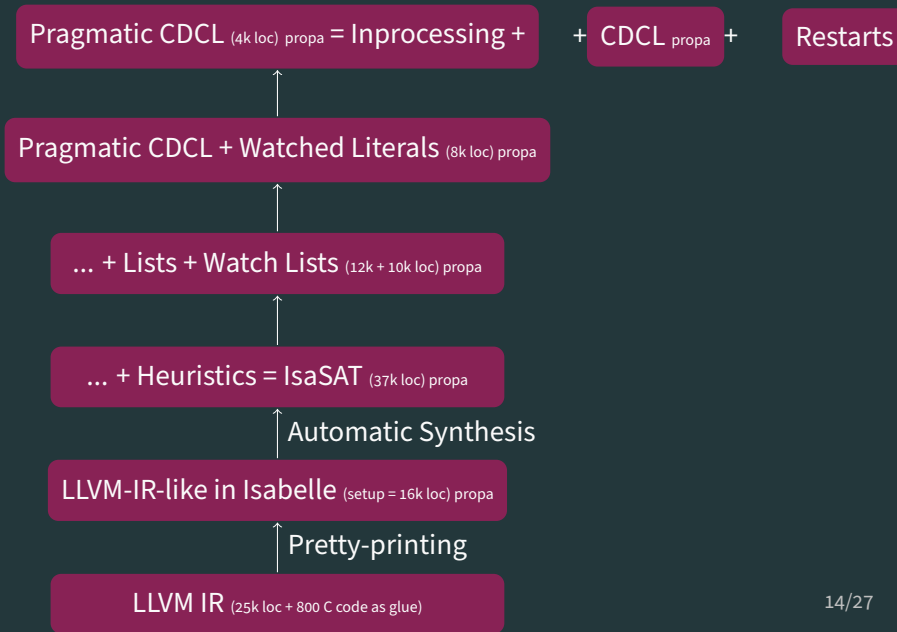 Pragmatic CDCL (4k loc) propa = Inprocessing + + CDCL propa + Restarts
Pragmatic CDCL + Watched Literals (8k loc) propa
... + Lists + Watch Lists (12k + 10k loc) propa
... + Heuristics = IsaSAT (37k loc) propa
Automatic Synthesis
LLVM-IR-like in Isabelle (setup = 16k loc) propa
Pretty-printing
LLVM IR (25k loc + 800 C code as glue)
14/27